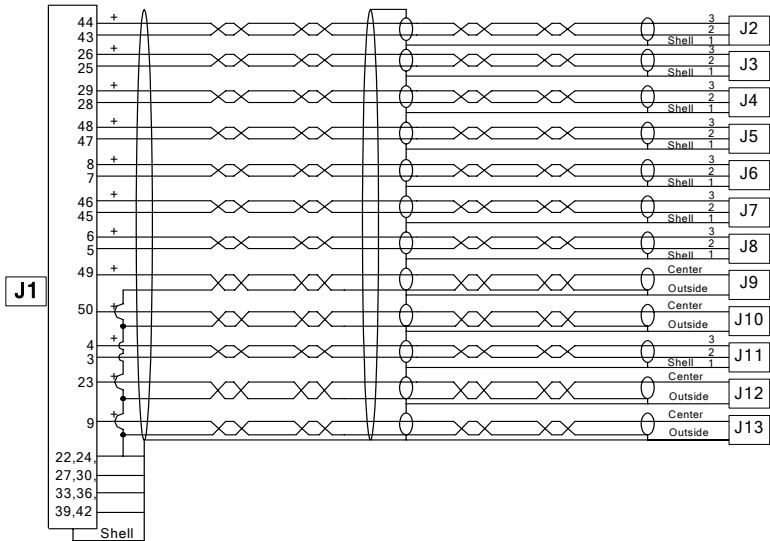 44 + 3 J2
43 2
Shell 1
26 + 3 J3
25 2
Shell 1
29 + 3 J4
28 2
Shell 1
48 + 3 J5
47 2
Shell 1
8 + 3 J6
7 2
Shell 1
46 + 3 J7
45 2
Shell 1
6 + 3 J8
5 2
Shell 1
49 + Center J9
J1
Outside
50 + Center J10
Outside
4 + 3 J11
3 2
Shell 1
23 + Center J12
Outside
9 + Center J13
Outside
22,24,
27,30,
33,36,
39,42
Shell